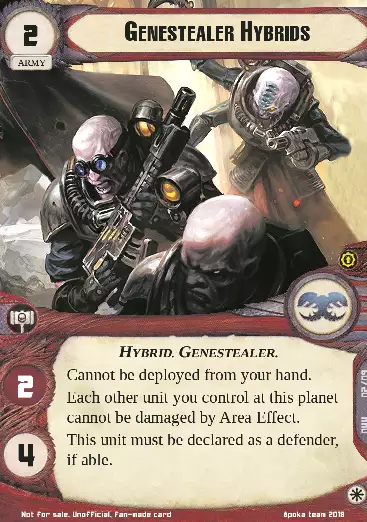 2
GENESTEALER HYBRIDS
ARMY
HYBRID. GENESTEALER.
2
Cannot be deployed from your hand.
Each other unit you control at this planet
cannot be damaged by Area Effect.
4
This unit must be declared as a defender,
if able.
Not for sale. Unofficial. Fan-made card
Apoka team 2018